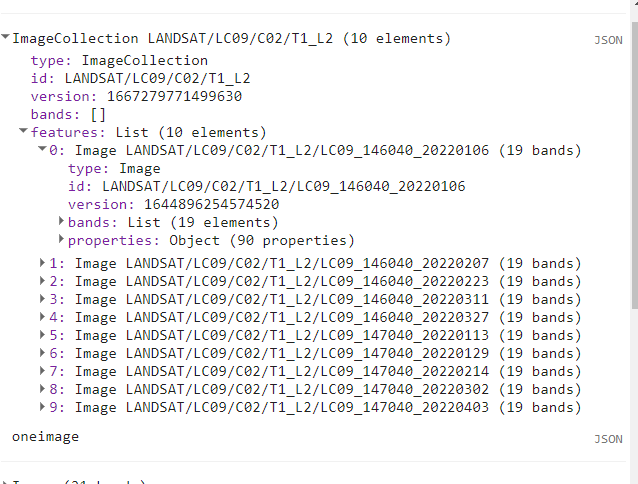 ImageCollection LANDSAT/LC09/C02/T1_L2 (10 elements) JSON
type: ImageCollection
id: LANDSAT/LC09/C02/T1_L2
version: 1667279771499630
bands: []
features: List (10 elements)
0: Image LANDSAT/LC09/C02/T1_L2/LC09_146040_20220106 (19 bands)
type: Image
id: LANDSAT/LC09/C02/T1_L2/LC09_146040_20220106
version: 1644896254574520
bands: List (19 elements)
properties: Object (90 properties)
1: Image LANDSAT/LC09/C02/T1_L2/LC09_146040_20220207 (19 bands)
2: Image LANDSAT/LC09/C02/T1_L2/LC09_146040_20220223 (19 bands)
3: Image LANDSAT/LC09/C02/T1_L2/LC09_146040_20220311 (19 bands)
4: Image LANDSAT/LC09/C02/T1_L2/LC09_146040_20220327 (19 bands)
5: Image LANDSAT/LC09/C02/T1_L2/LC09_147040_20220113 (19 bands)
6: Image LANDSAT/LC09/C02/T1_L2/LC09_147040_20220129 (19 bands)
7: Image LANDSAT/LC09/C02/T1_L2/LC09_147040_20220214 (19 bands)
8: Image LANDSAT/LC09/C02/T1_L2/LC09_147040_20220302 (19 bands)
9: Image LANDSAT/LC09/C02/T1_L2/LC09_147040_20220403 (19 bands)
oneimage JSON